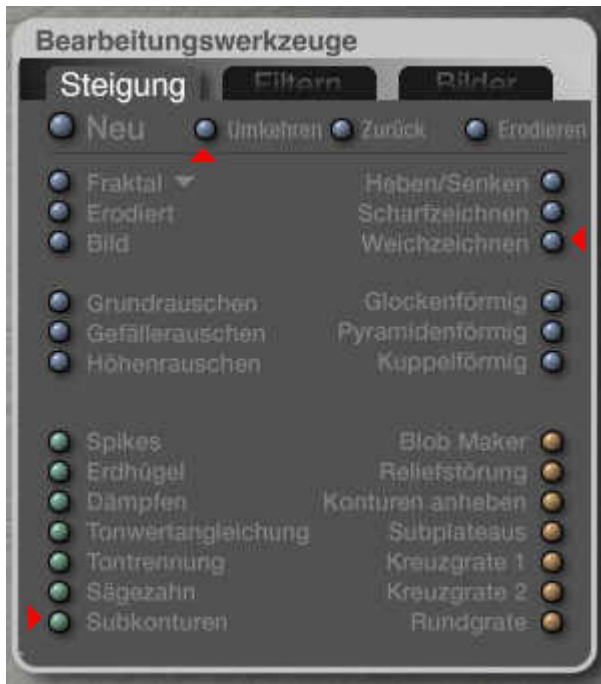 Bearbeitungswerkzeuge
Steigung Filtern Bilder
Neu Umkehren Zurück Erodieren
Fraktal Heben/Senken
Erodiert Scharfzeichnen
Bild Weichzeichnen
Grundrauschen Glockenförmig
Gefällerauschen Pyramidenförmig
Höhenrauschen Kuppelförmig
Spikes Blob Maker
Erdhügel Reliefstörung
Dämpfen Konturen anheben
Tonwertangleichung Subplateaus
Tontrennung Kreuzgrate 1
Sägezahn Kreuzgrate 2
Subkonturen Rundgrate